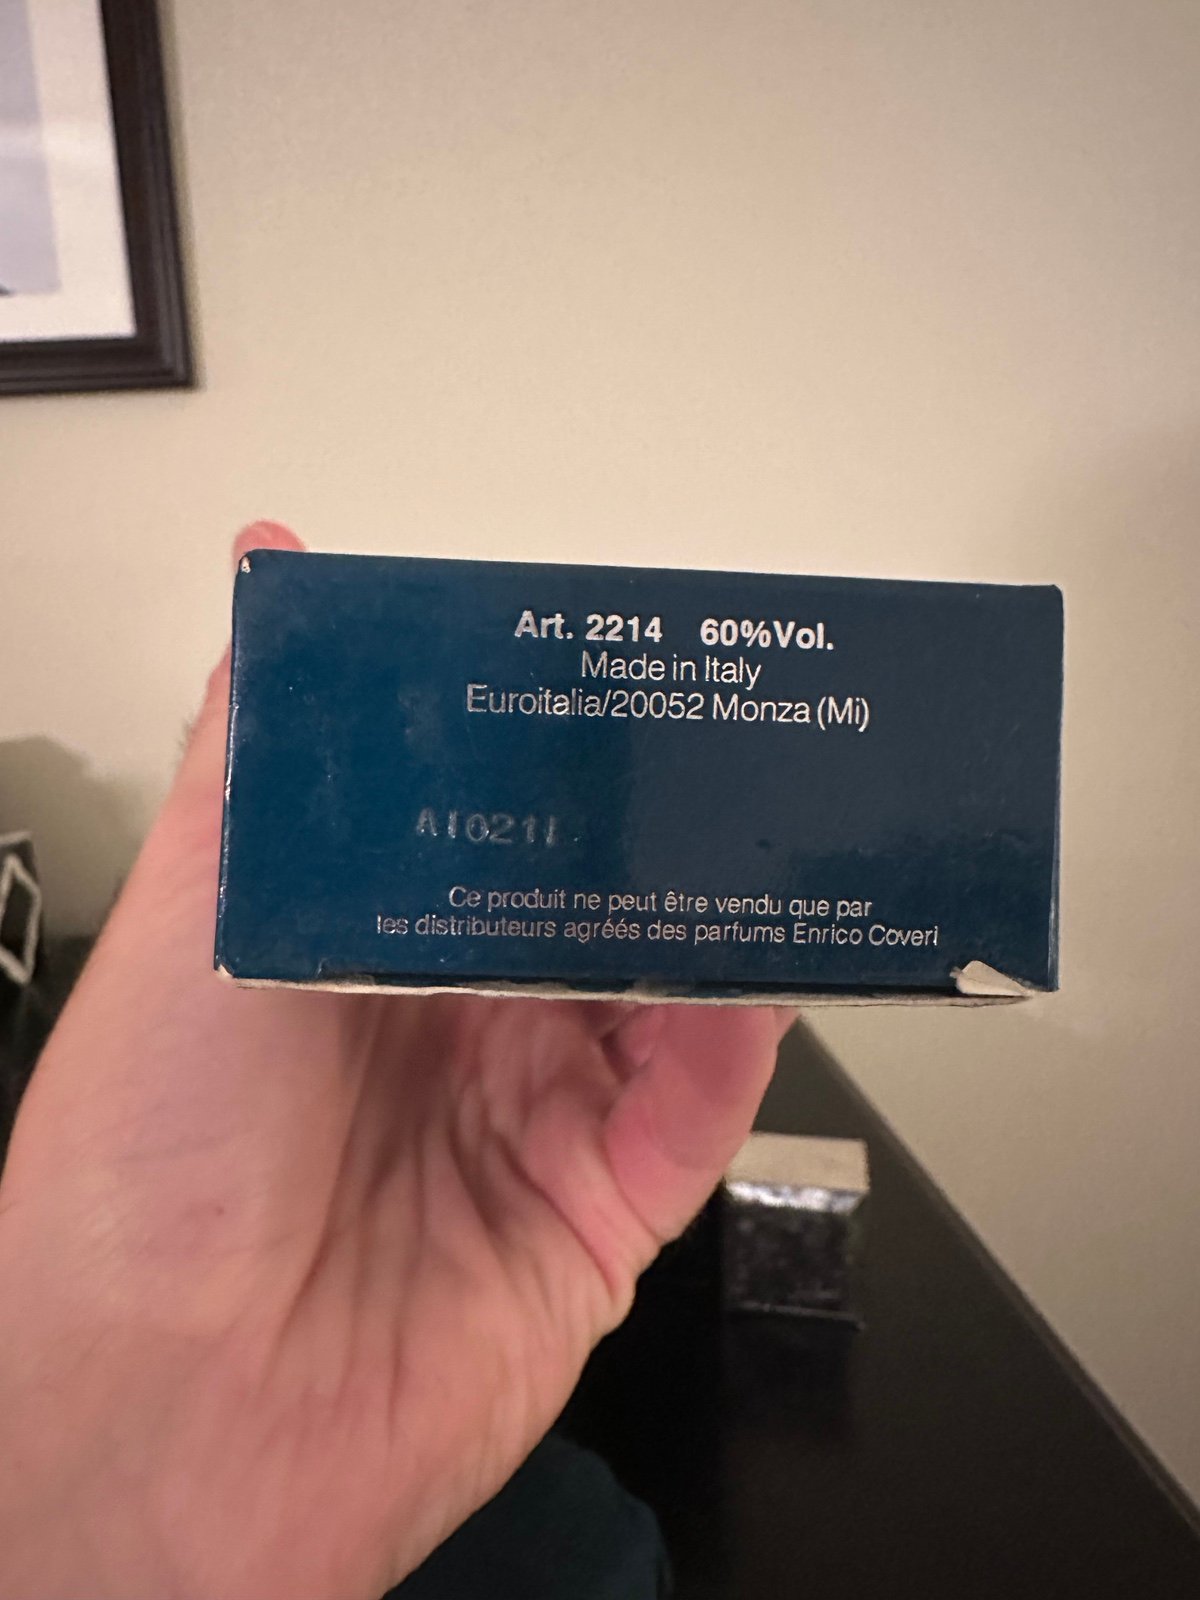 Art. 2214 60%Vol.
Made in Italy
Euroitalia/20052 Monza (Mi)
Ce produit ne peut être vendu que par
les distributeurs agréés des parfums Enrico Coveri